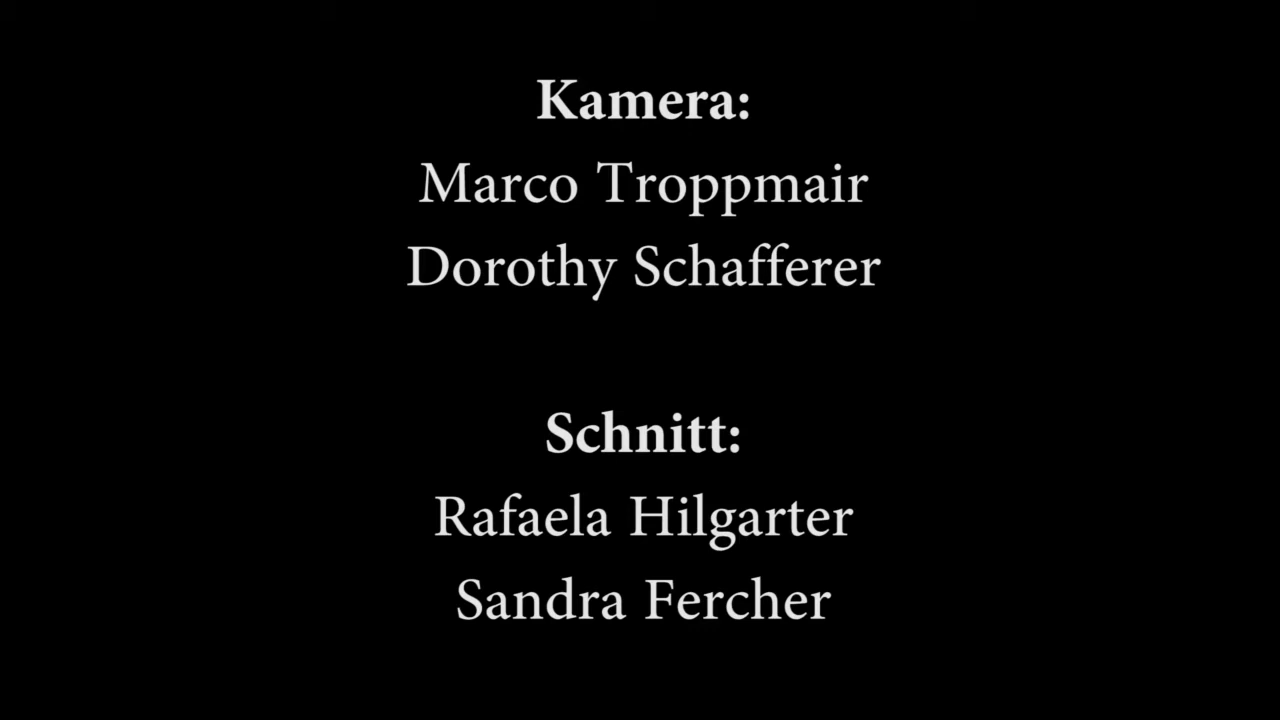 Kamera:
Marco Troppmair
Dorothy Schafferer
Schnitt:
Rafaela Hilgarter
Sandra Fercher